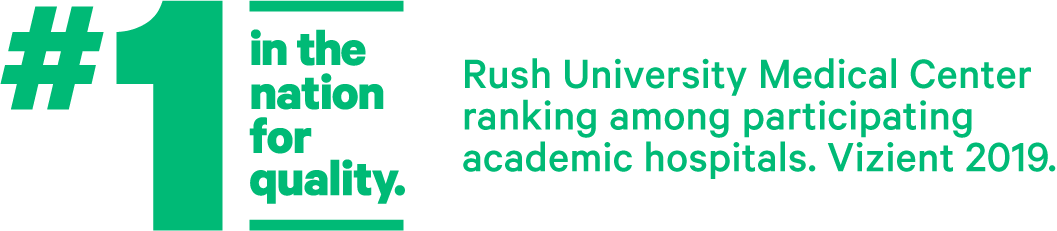 #1
in the
nation
for
quality.
Rush University Medical Center
ranking among participating
academic hospitals. Vizient 2019.